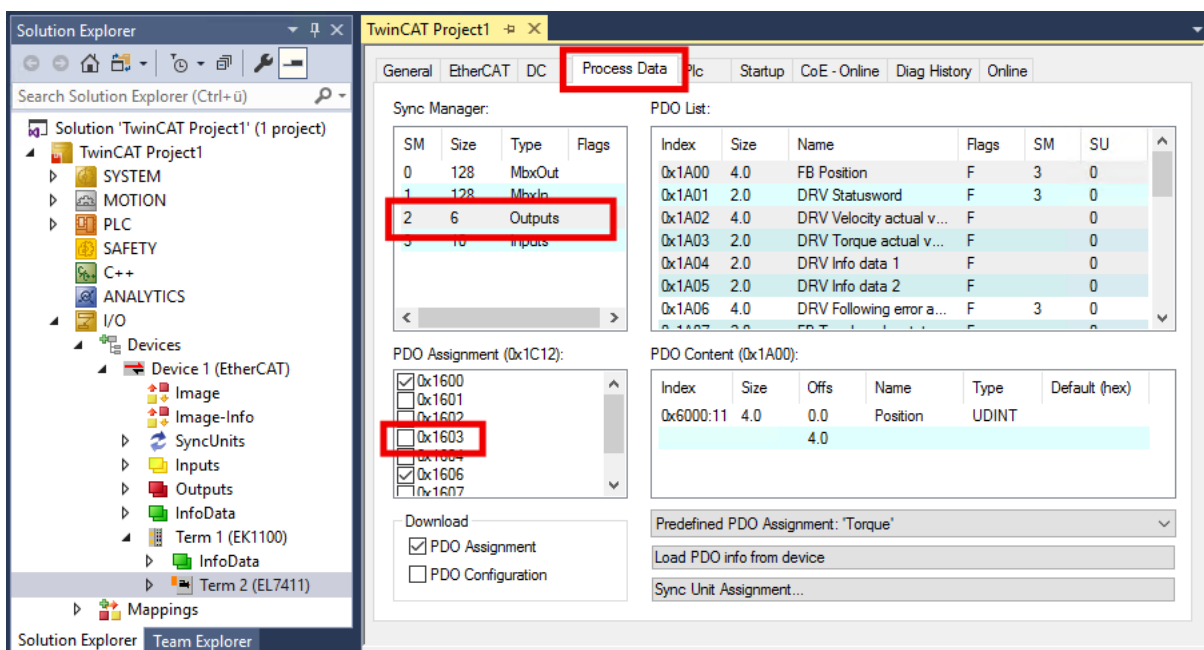 Solution Explorer
Search Solution Explorer (Ctrl+ü)
Solution 'TwinCAT Project1' (1 project)
TwinCAT Project1
SYSTEM
MOTION
PLC
SAFETY
C++
ANALYTICS
I/O
Devices
Device 1 (EtherCAT)
Image
Image-Info
SyncUnits
Inputs
Outputs
InfoData
Term 1 (EK1100)
InfoData
Term 2 (EL7411)
Mappings
Solution Explorer Team Explorer
TwinCAT Project1
General EtherCAT DC Process Data Plc Startup CoE - Online Diag History Online
Sync Manager:
SM Size Type Flags
0 128 MbxOut
1 128 MbxIn
2 6 Outputs
3 10 Inputs
PDO List:
Index Size Name Flags SM SU
0x1A00 4.0 FB Position F 3 0
0x1A01 2.0 DRV Statusword F 3 0
0x1A02 4.0 DRV Velocity actual v... F 0
0x1A03 2.0 DRV Torque actual v... F 0
0x1A04 2.0 DRV Info data 1 F 0
0x1A05 2.0 DRV Info data 2 F 0
0x1A06 4.0 DRV Following error a... F 3 0
PDO Assignment (0x1C12):
0x1600
0x1601
0x1602
0x1603
0x1604
0x1606
0x1607
PDO Content (0x1A00):
Index Size Offs Name Type Default (hex)
0x6000:11 4.0 0.0 Position UDINT
4.0
Download
PDO Assignment
PDO Configuration
Predefined PDO Assignment: 'Torque'
Load PDO info from device
Sync Unit Assignment...